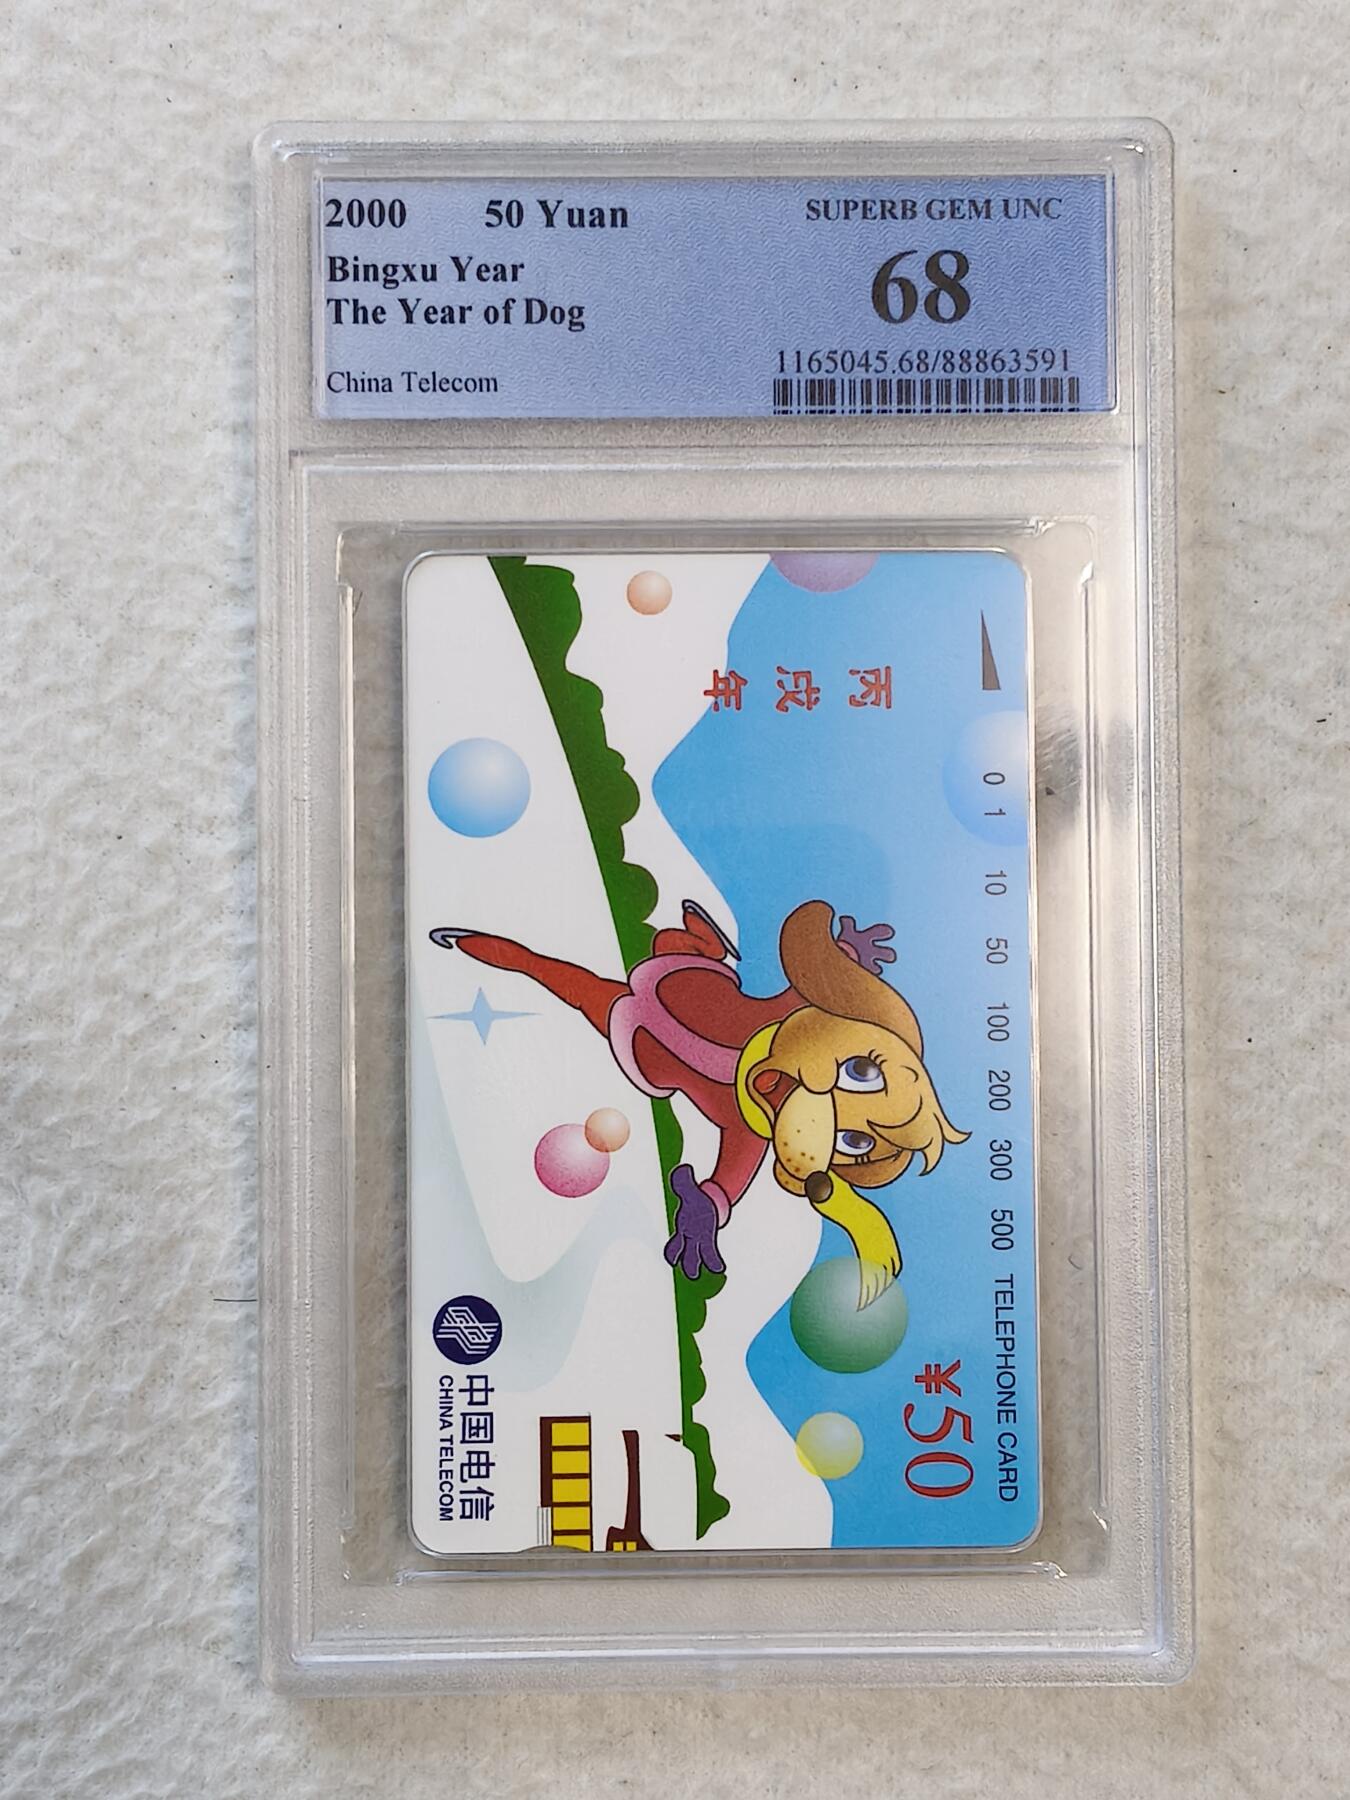 2000 50 Yuan
Bingxu Year
The Year of Dog
China Telecom
SUPERB GEM UNC
68
1165045.68/88863591
0 1 10 50 100 200 300 500 TELEPHONE CARD
丙戌年
¥50
中国电信
CHINA TELECOM